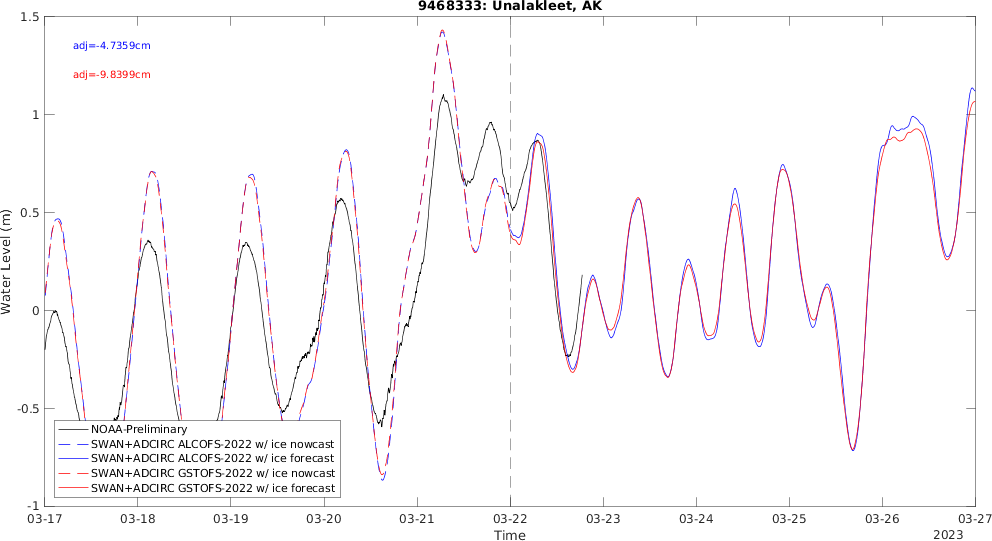 9468333: Unalakleet, AK
adj=-4.7359cm
adj=-9.8399cm
Water Level (m)
1.5
1
0.5
0
-0.5
-1
NOAA-Preliminary
SWAN+ADCIRC ALCOFS-2022 w/ ice nowcast
SWAN+ADCIRC ALCOFS-2022 w/ ice forecast
SWAN+ADCIRC GSTOFS-2022 w/ ice nowcast
SWAN+ADCIRC GSTOFS-2022 w/ ice forecast
03-17 03-18 03-19 03-20 03-21 03-22 03-23 03-24 03-25 03-26 03-27
Time
2023